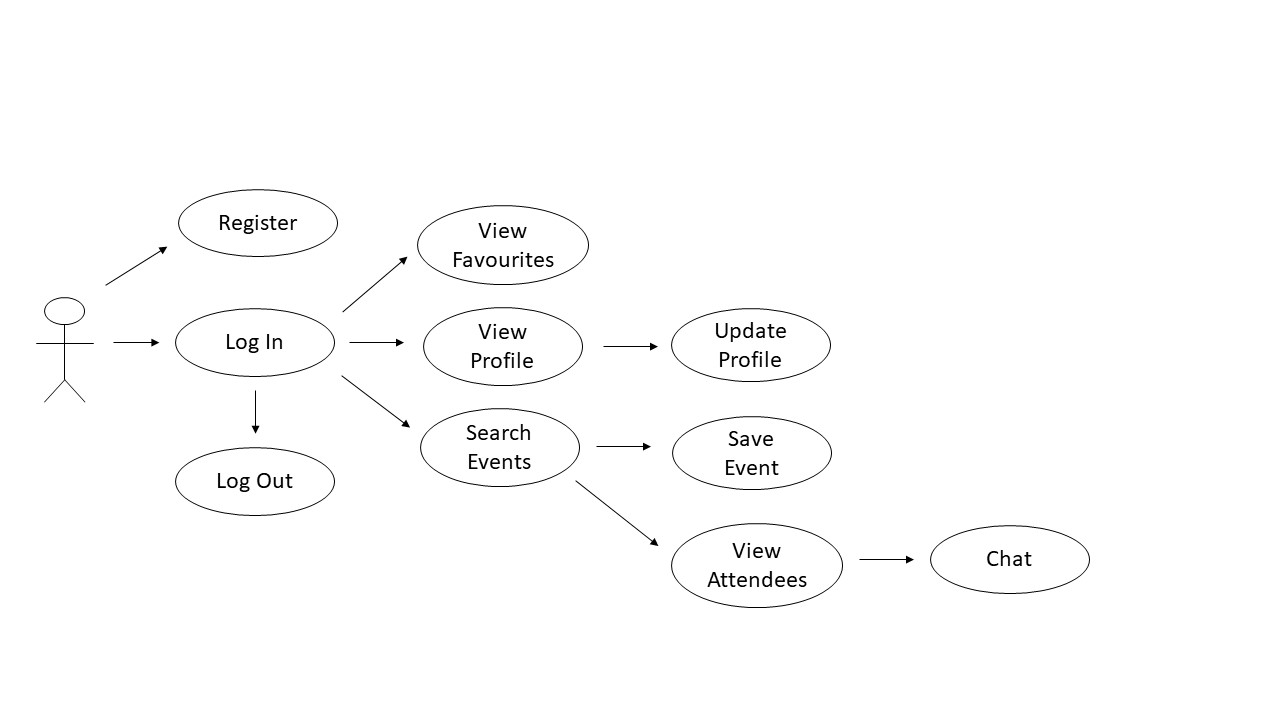 Register
View
Favourites
Log In
View
Profile
Update
Profile
Search
Events
Save
Event
Log Out
View
Attendees
Chat